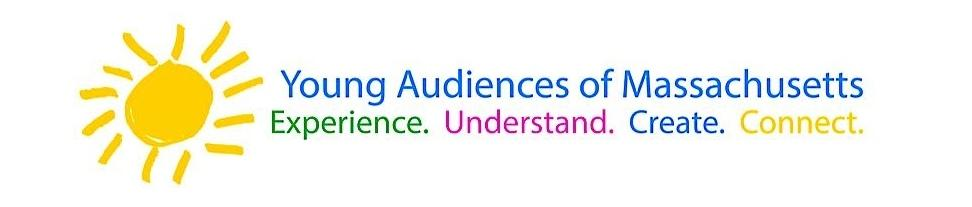 Young Audiences of Massachusetts
Experience. Understand. Create. Connect.